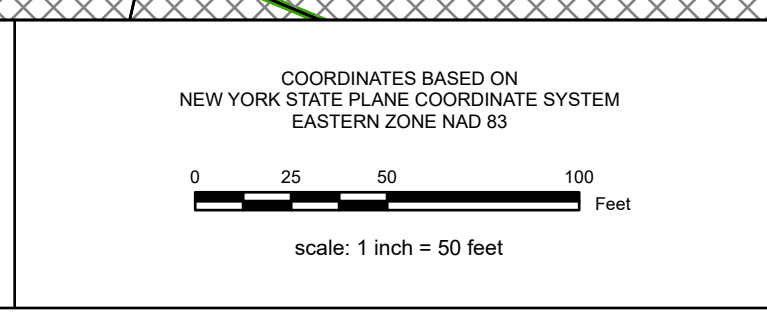 COORDINATES BASED ON
NEW YORK STATE PLANE COORDINATE SYSTEM
EASTERN ZONE NAD 83
0 25 50 100
Feet
scale: 1 inch = 50 feet